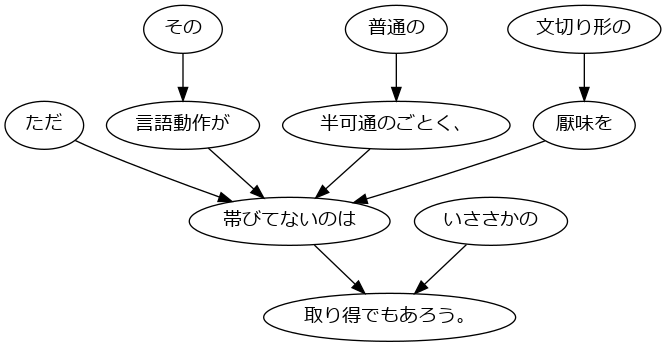 その
普通の
文切り形の
ただ
言語動作が
半可通のごとく、
厭味を
帯びてないのは
いささかの
取り得でもあろう。